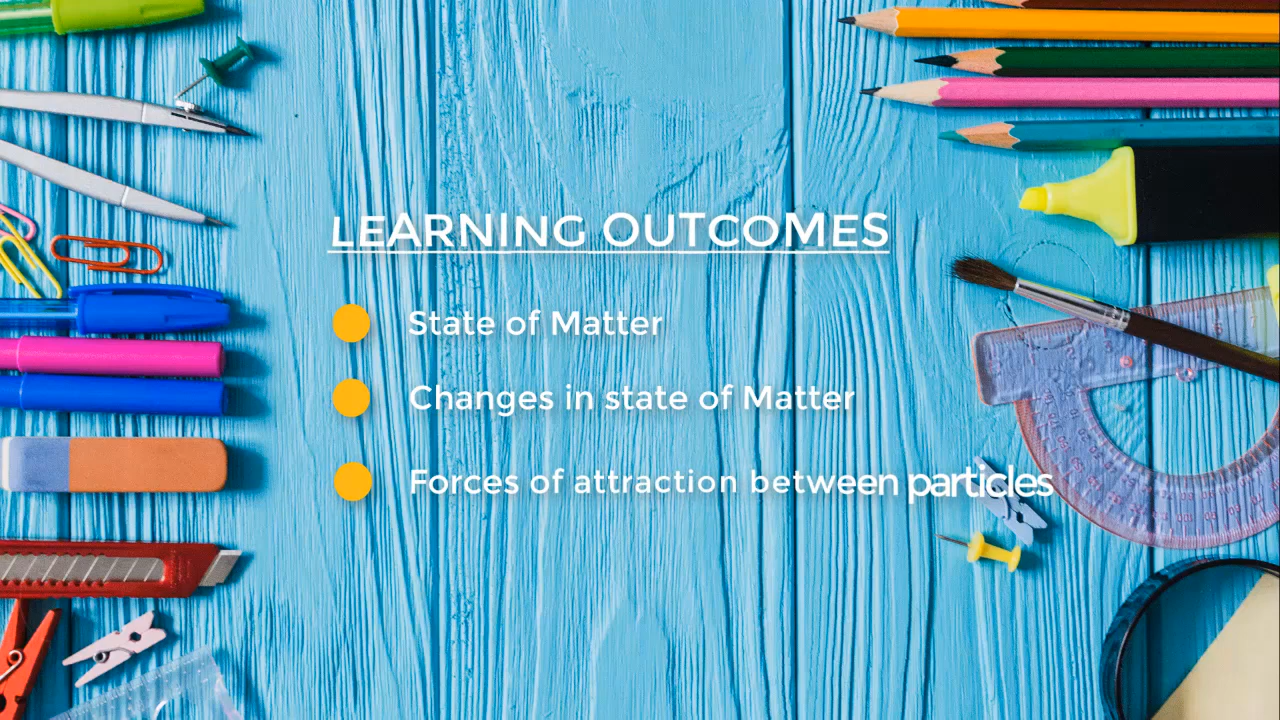 LEARNING OUTCOMES
State of Matter
Changes in state of Matter
Forces of attraction between particles